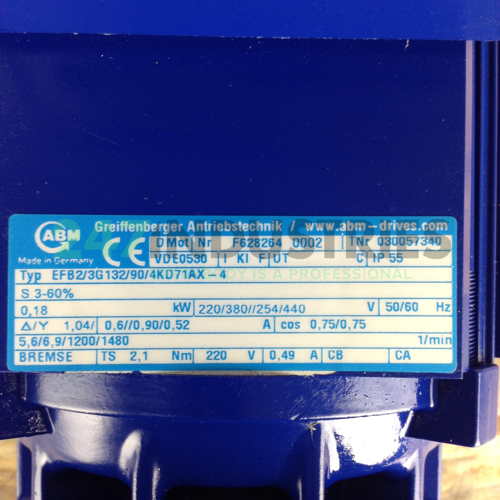 ABM Greiffenberger Antriebstechnik www.abm-drives.com
Made in Germany CE D Mot Nr F628264 0002 TNr 030057340
VDE0530 KI F UT C IP 55
Typ EFB2/3G132/90/4KD71AX-4
S 3-60%
0,18 kW 220/380//254/440 V 50/60 Hz
Δ/Y 1,04/ 0,6//0,90/0,52 A cos 0,75/0,75
5,6/6,9/1200/1480 1/min
BREMSE TS 2,1 Nm 220 V 0,49 A CB CA